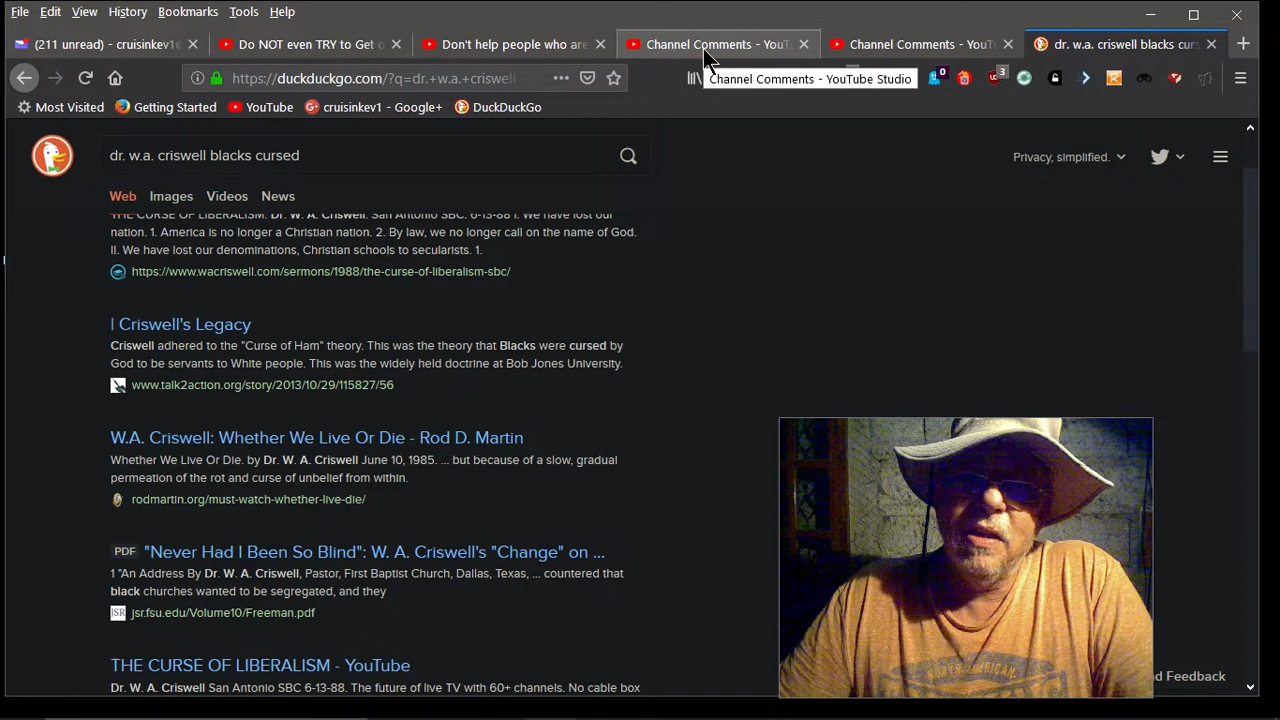 File Edit View History Bookmarks Tools Help
(211 unread) - cruisinkev1
Do NOT even TRY to Get o
Don't help people who are
Channel Comments - YouT
Channel Comments - YouT
dr. w.a. criswell blacks curs
https://duckduckgo.com/?q=dr.+w.a.+criswel
Channel Comments - YouTube Studio
0
3
Most Visited Getting Started YouTube cruisinkev1 - Google+ DuckDuckGo
dr. w.a. criswell blacks cursed
Privacy, simplified.
Web Images Videos News
THE CURSE OF LIBERALISM. Dr. W. A. Criswell. San Antonio SBC. 6-13-88 I. We have lost our
nation. 1. America is no longer a Christian nation. 2. By law, we no longer call on the name of God.
II. We have lost our denominations, Christian schools to secularists. 1.
https://www.wacriswell.com/sermons/1988/the-curse-of-liberalism-sbc/
| Criswell's Legacy
Criswell adhered to the "Curse of Ham" theory. This was the theory that Blacks were cursed by
God to be servants to White people. This was the widely held doctrine at Bob Jones University.
www.talk2action.org/story/2013/10/29/115827/56
W.A. Criswell: Whether We Live Or Die - Rod D. Martin
Whether We Live Or Die. by Dr. W. A. Criswell June 10, 1985. ... but because of a slow, gradual
permeation of the rot and curse of unbelief from within.
rodmartin.org/must-watch-whether-live-die/
PDF "Never Had I Been So Blind": W. A. Criswell's "Change" on ...
1 "An Address By Dr. W. A. Criswell, Pastor, First Baptist Church, Dallas, Texas, ... countered that
black churches wanted to be segregated, and they
JSR jsr.fsu.edu/Volume10/Freeman.pdf
THE CURSE OF LIBERALISM - YouTube
Dr. W. A. Criswell San Antonio SBC 6-13-88. The future of live TV with 60+ channels. No cable box
NORTH AMERICAN
d Feedback